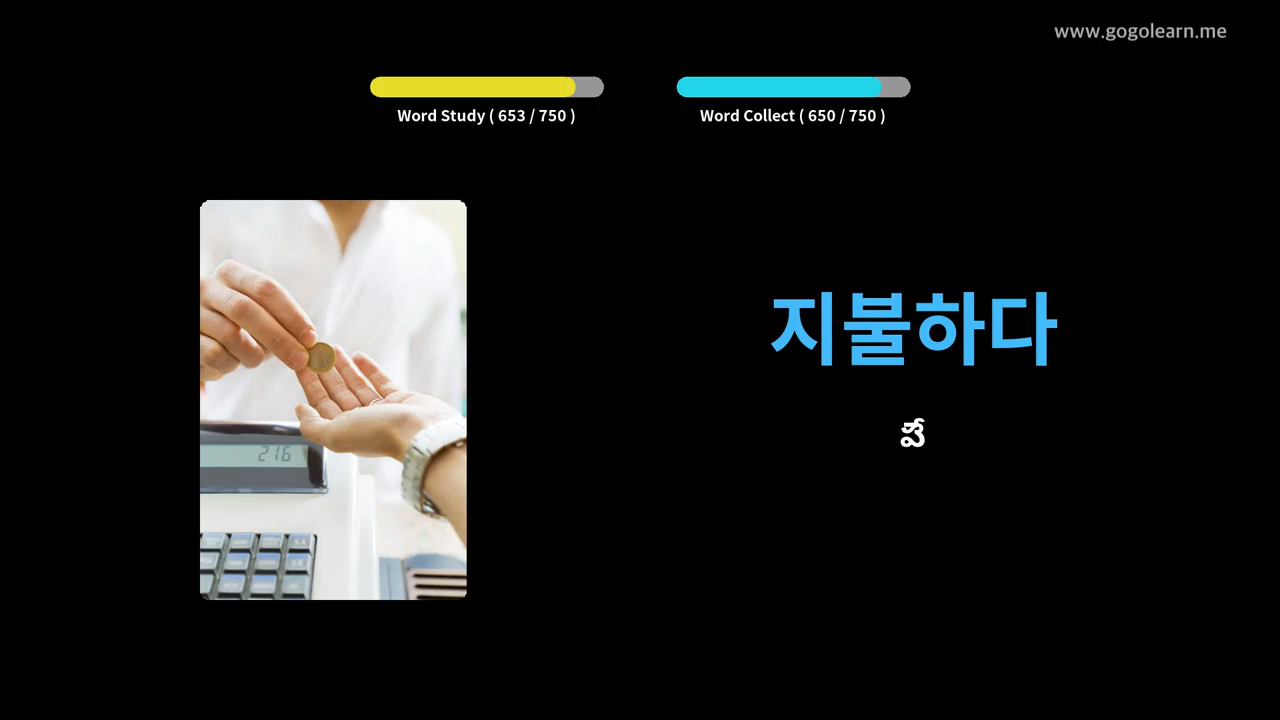 www.gogolearn.me
Word Study ( 653 / 750 )
Word Collect ( 650 / 750 )
216
지불하다
పే